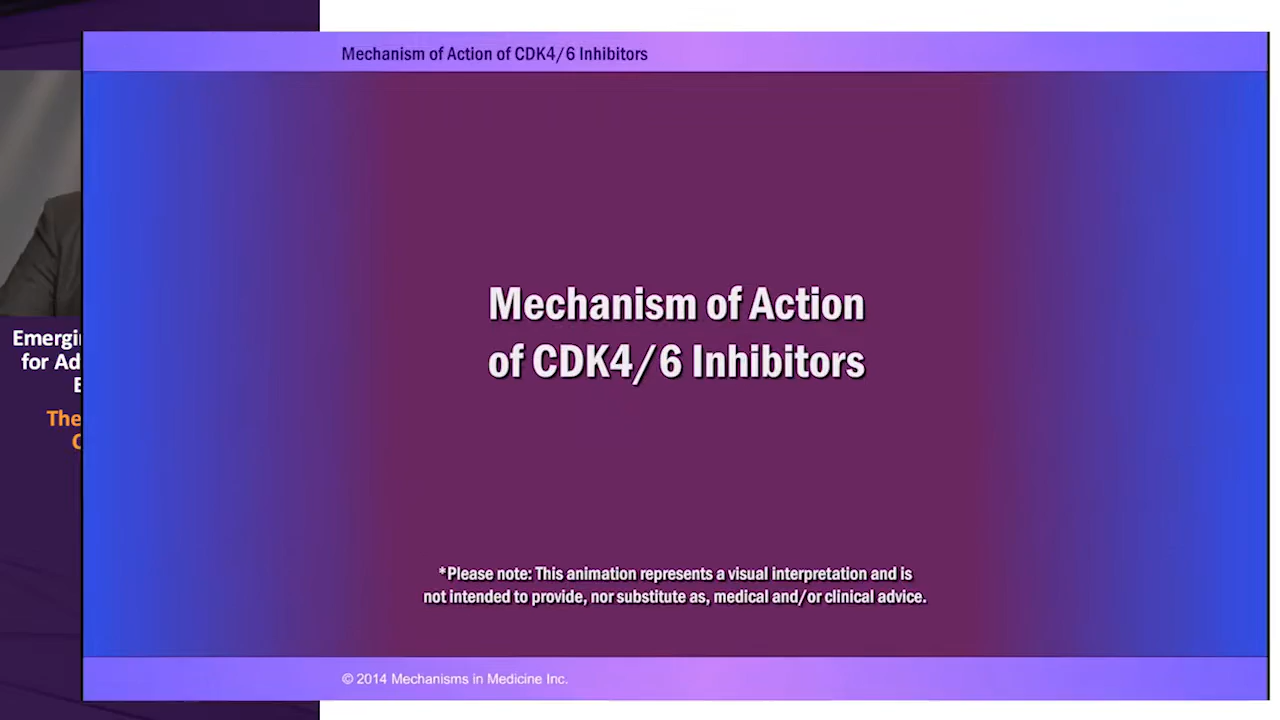 Mechanism of Action of CDK4/6 Inhibitors
Mechanism of Action
of CDK4/6 Inhibitors
*Please note: This animation represents a visual interpretation and is
not intended to provide, nor substitute as, medical and/or clinical advice.
© 2014 Mechanisms in Medicine Inc.
for
The